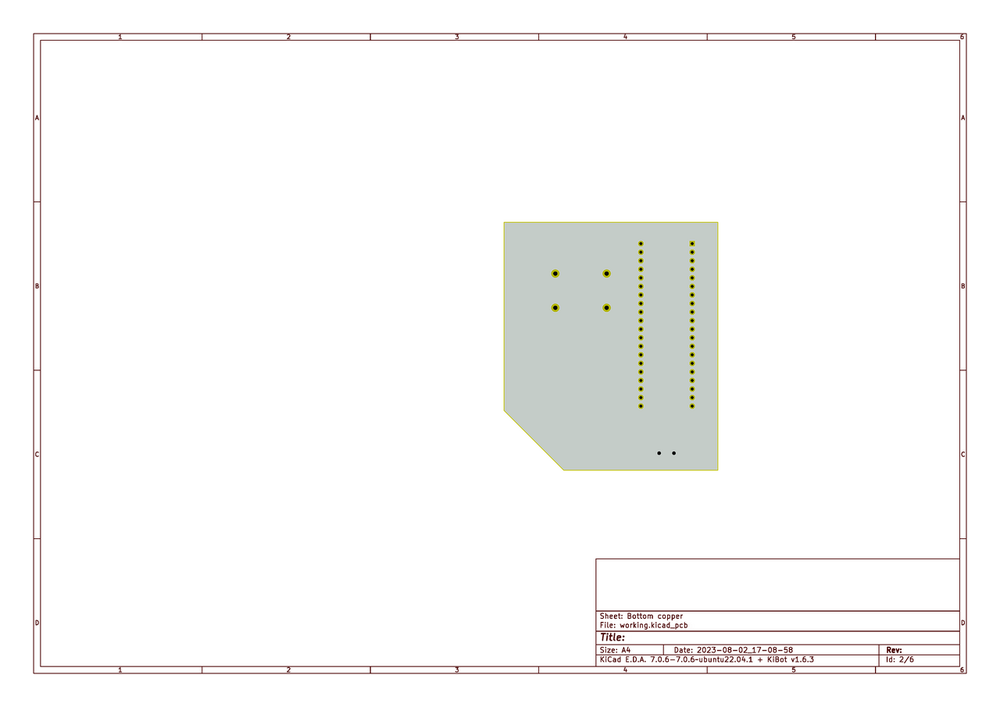 1 2 3 4 5 6
A A
B B
C C
D D
Sheet: Bottom copper
File: working.kicad_pcb
Title:
Size: A4 Date: 2023-08-02_17-08-58 Rev:
KiCad E.D.A. 7.0.6-7.0.6~ubuntu22.04.1 + KiBot v1.6.3 Id: 2/6
1 2 3 4 5 6